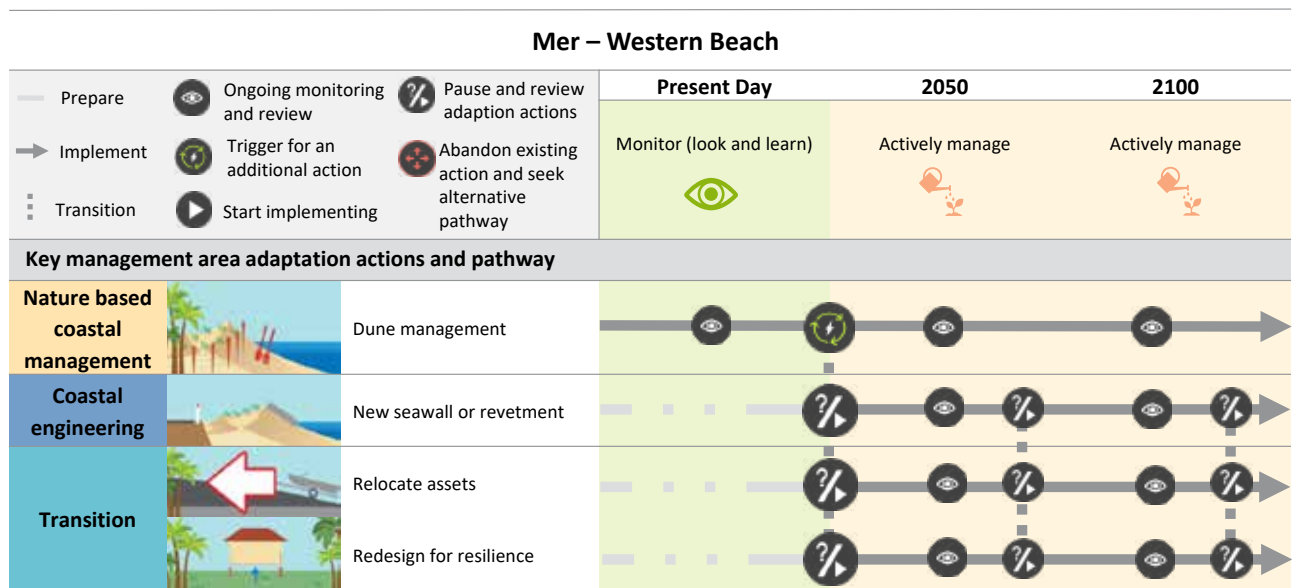 Mer – Western Beach
Prepare
Implement
Transition
Ongoing monitoring
and review
Trigger for an
additional action
Start implementing
Pause and review
adaption actions
Abandon existing
action and seek
alternative
pathway
Present Day
2050
2100
Monitor (look and learn)
Actively manage
Actively manage
Key management area adaptation actions and pathway
Nature based
coastal
management
Dune management
Coastal
engineering
New seawall or revetment
Transition
Relocate assets
Redesign for resilience